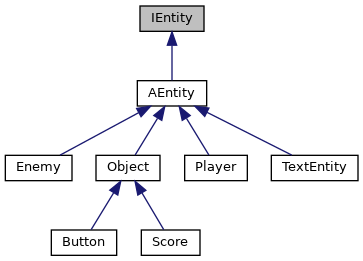 IEntity
AEntity
Enemy
Object
Player
TextEntity
Button
Score